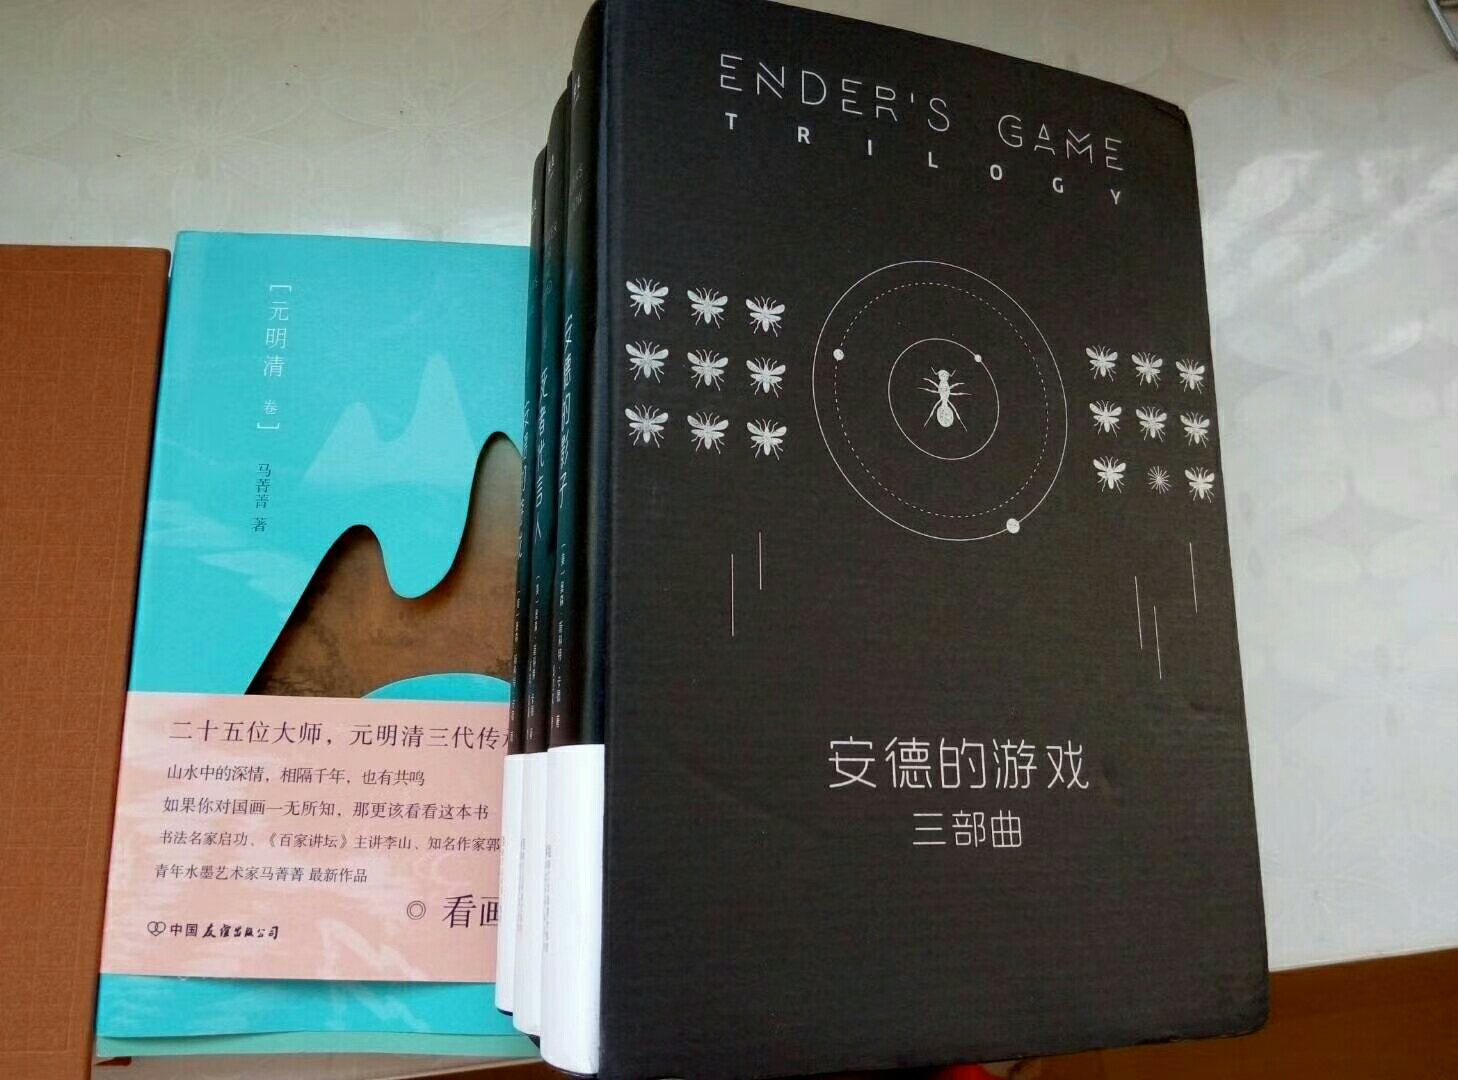 [元明清 卷]
马菁菁 著
二十五位大师，元明清三代传
山水中的深情，相隔千年，也有共鸣
如果你对国画一无所知，那更该看看这本书
书法名家启功、《百家讲坛》主讲李山、知名作家郭
青年水墨艺术家马菁菁 最新作品
◎ 看画
中国友谊出版公司
安德的影子
ENDER'S GAME
TRILOGY
安德的游戏
三部曲